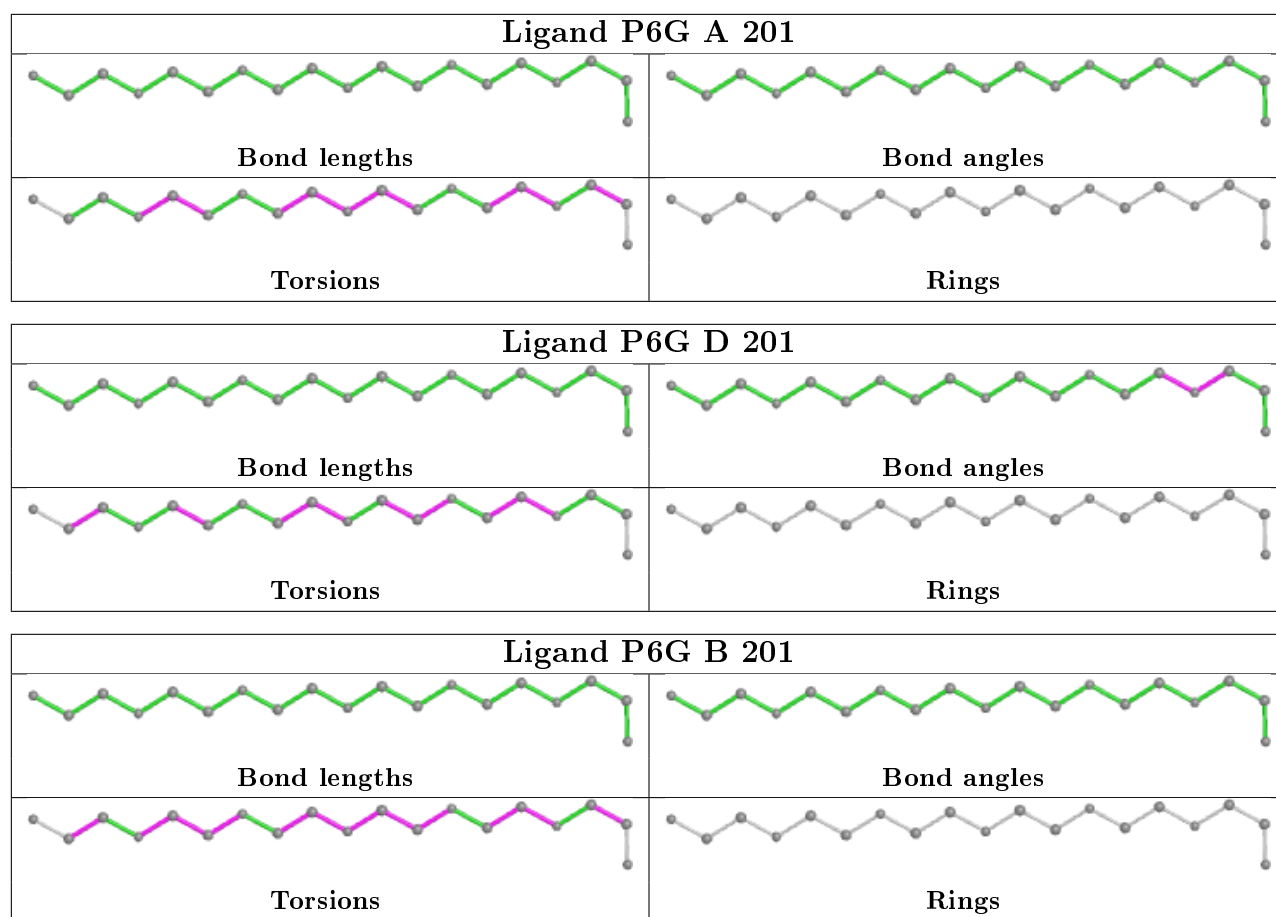 Ligand P6G A 201
Bond lengths Bond angles
Torsions Rings
Ligand P6G D 201
Bond lengths Bond angles
Torsions Rings
Ligand P6G B 201
Bond lengths Bond angles
Torsions Rings